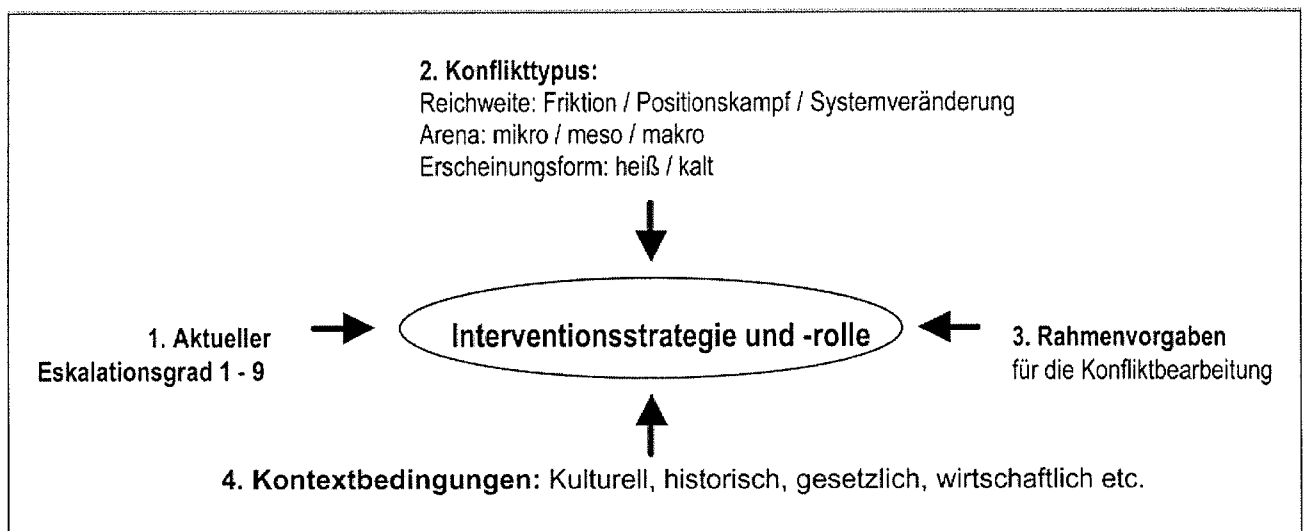 2. Konflikttypus:
Reichweite: Friktion / Positionskampf / Systemveränderung
Arena: mikro / meso / makro
Erscheinungsform: heiß / kalt
1. Aktueller
Eskalationsgrad 1 - 9
Interventionsstrategie und -rolle
3. Rahmenvorgaben
für die Konfliktbearbeitung
4. Kontextbedingungen: Kulturell, historisch, gesetzlich, wirtschaftlich etc.